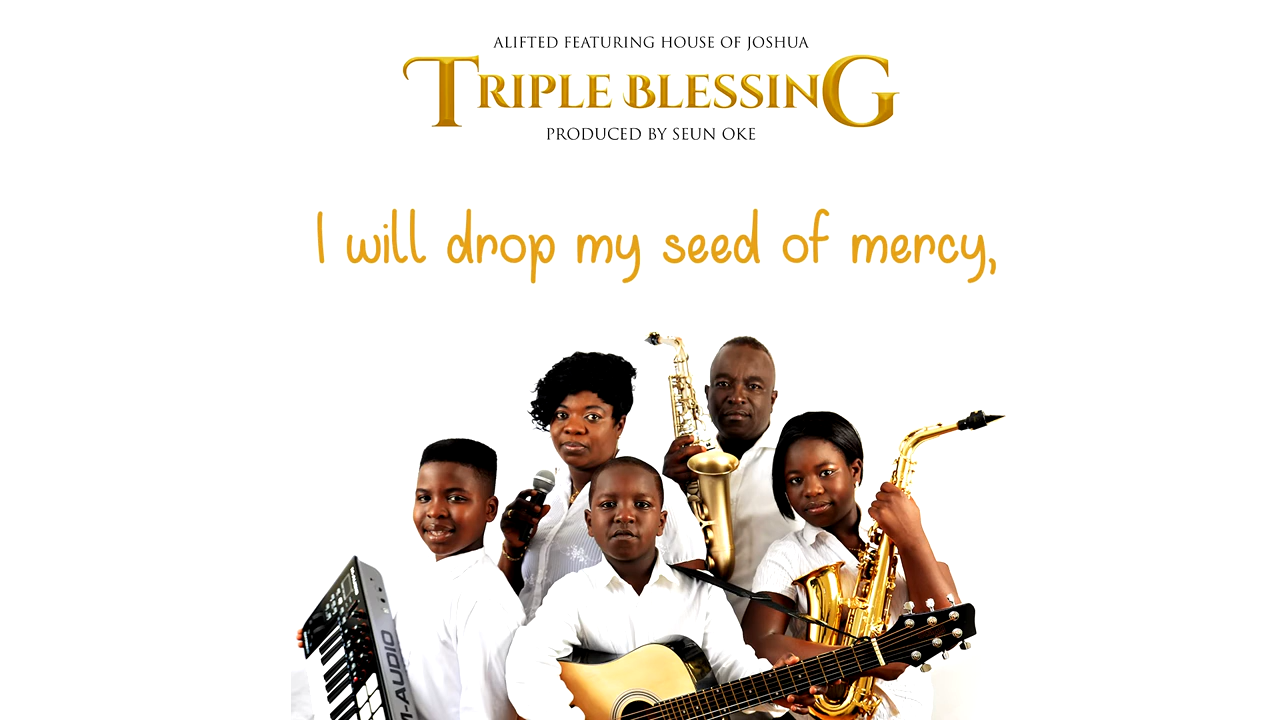 ALIFTED FEATURING HOUSE OF JOSHUA
TRIPLE BLESSING
PRODUCED BY SEUN OKE
I will drop my seed of mercy,
M-AUDIO